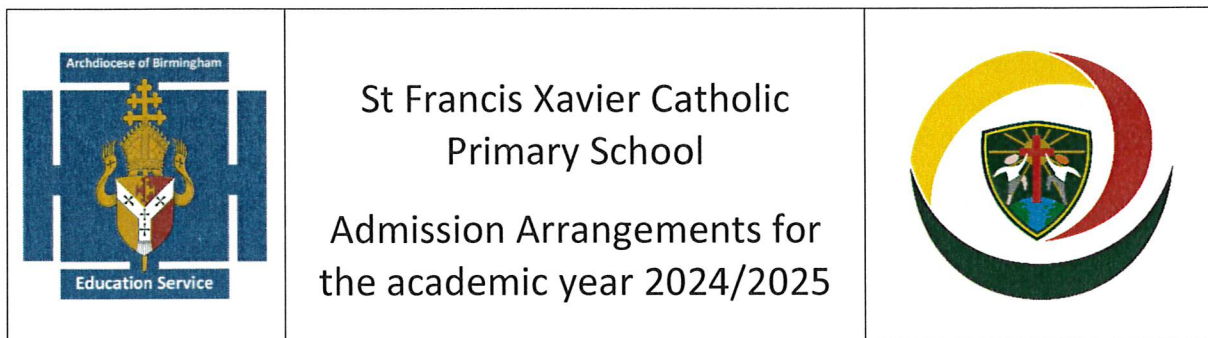 Archdiocese of Birmingham
Education Service
St Francis Xavier Catholic
Primary School
Admission Arrangements for
the academic year 2024/2025